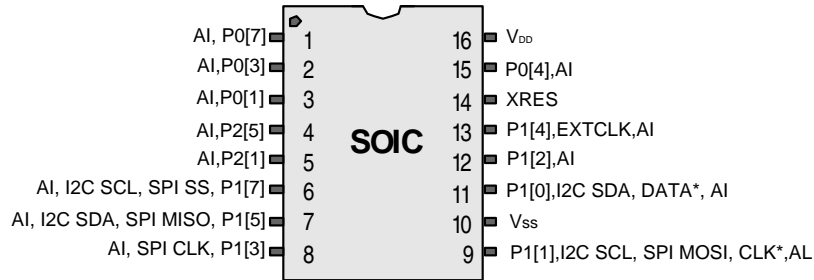 AI, P0[7] 1 16 VDD
AI,P0[3] 2 15 P0[4],AI
AI,P0[1] 3 14 XRES
AI,P2[5] 4 13 P1[4],EXTCLK,AI
SOIC
AI,P2[1] 5 12 P1[2],AI
AI, I2C SCL, SPI SS, P1[7] 6 11 P1[0],I2C SDA, DATA*, AI
AI, I2C SDA, SPI MISO, P1[5] 7 10 Vss
AI, SPI CLK, P1[3] 8 9 P1[1],I2C SCL, SPI MOSI, CLK*,AL